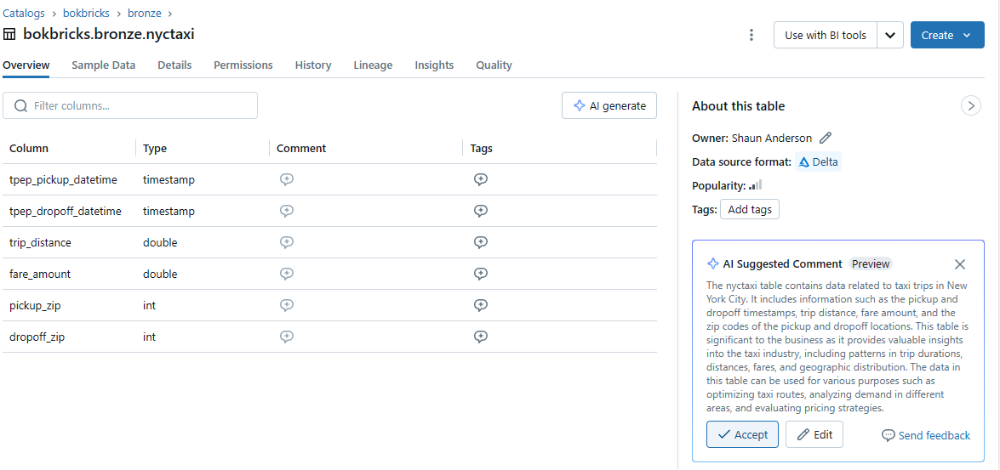 Catalogs > bokbricks > bronze >
bokbricks.bronze.nyctaxi
Use with BI tools
Create
Overview Sample Data Details Permissions History Lineage Insights Quality
Filter columns...
AI generate
Column Type Comment Tags
tpep_pickup_datetime timestamp
tpep_dropoff_datetime timestamp
trip_distance double
fare_amount double
pickup_zip int
dropoff_zip int
About this table
Owner: Shaun Anderson
Data source format: Delta
Popularity:
Tags: Add tags
AI Suggested Comment Preview
The nyctaxi table contains data related to taxi trips in New
York City. It includes information such as the pickup and
dropoff timestamps, trip distance, fare amount, and the
zip codes of the pickup and dropoff locations. This table is
significant to the business as it provides valuable insights
into the taxi industry, including patterns in trip durations,
distances, fares, and geographic distribution. The data in
this table can be used for various purposes such as
optimizing taxi routes, analyzing demand in different
areas, and evaluating pricing strategies.
Accept Edit Send feedback